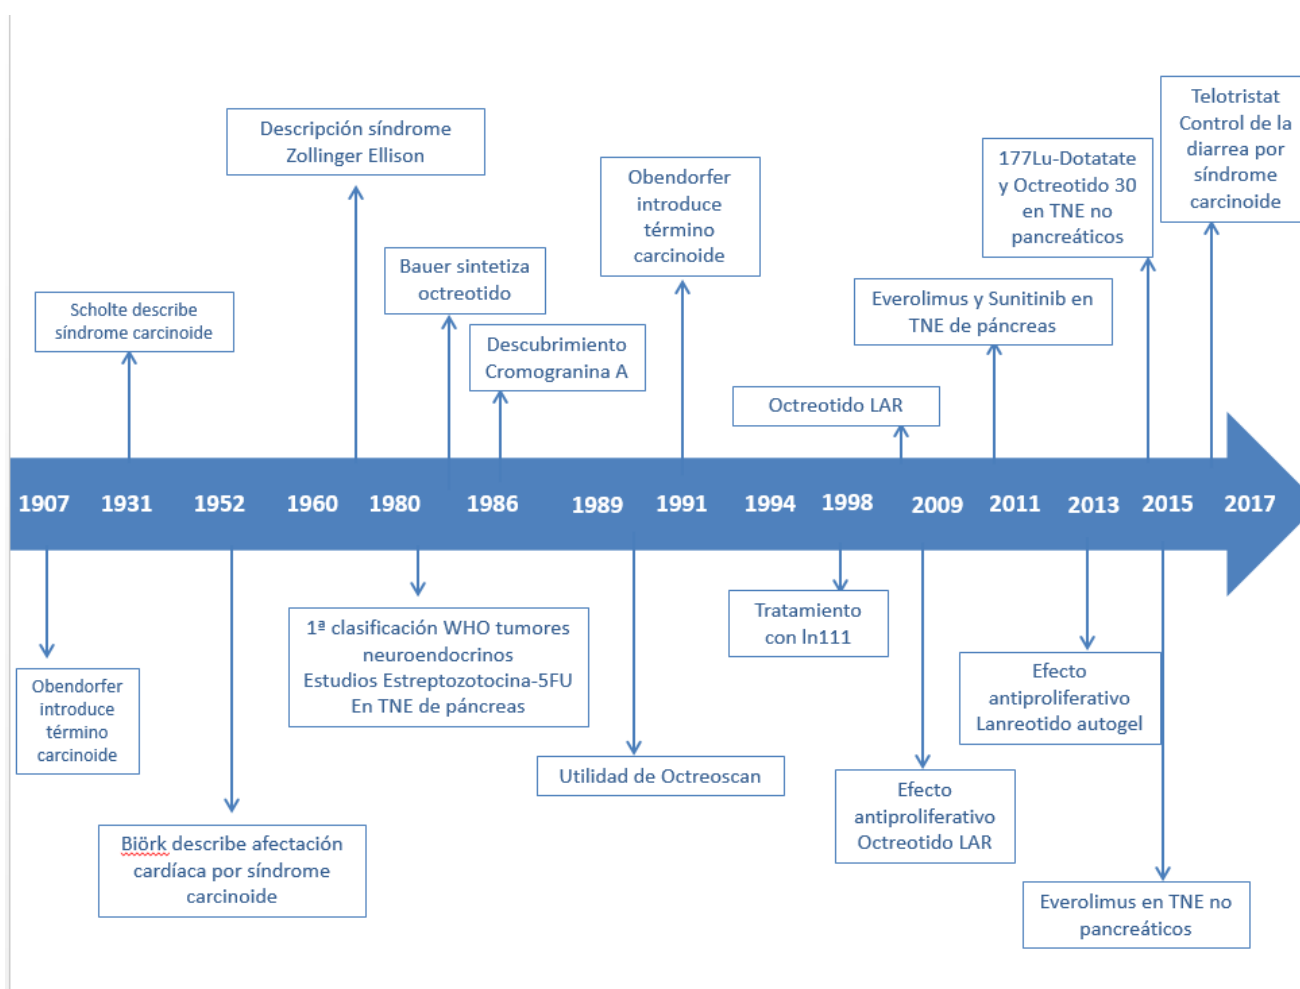 Telotristat
Control de la
diarrea por
síndrome
carcinoide
Descripción síndrome
Zollinger Ellison
177Lu-Dotatate
y Octreotido 30
en TNE no
pancreáticos
Obendorfer
introduce
término
carcinoide
Bauer sintetiza
octreotido
Scholte describe
síndrome carcinoide
Everolimus y Sunitinib en
TNE de páncreas
Descubrimiento
Cromogranina A
Octreotido LAR
1907 1931 1952 1960 1980 1986 1989 1991 1994 1998 2009 2011 2013 2015 2017
Tratamiento
con In111
1ª clasificación WHO tumores
neuroendocrinos
Estudios Estreptozotocina-5FU
En TNE de páncreas
Efecto
antiproliferativo
Lanreotido autogel
Obendorfer
introduce
término
carcinoide
Utilidad de Octreoscan
Efecto
antiproliferativo
Octreotido LAR
Biörk describe afectación
cardíaca por síndrome
carcinoide
Everolimus en TNE no
pancreáticos